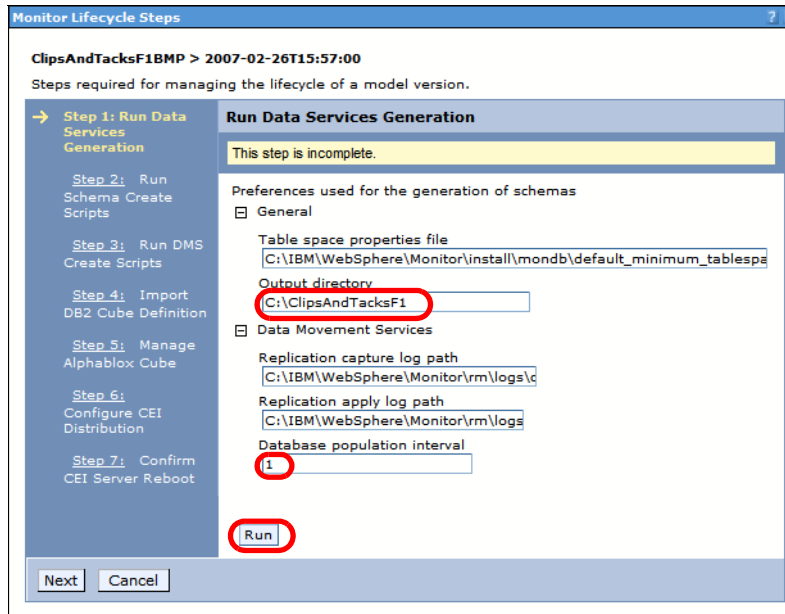 Monitor Lifecycle Steps
?
ClipsAndTacksF1BMP > 2007-02-26T15:57:00
Steps required for managing the lifecycle of a model version.
Step 1: Run Data
Services
Generation
Step 2: Run
Schema Create
Scripts
Step 3: Run DMS
Create Scripts
Step 4: Import
DB2 Cube Definition
Step 5: Manage
Alphablox Cube
Step 6:
Configure CEI
Distribution
Step 7: Confirm
CEI Server Reboot
Run Data Services Generation
This step is incomplete.
Preferences used for the generation of schemas
General
Table space properties file
C:\IBM\WebSphere\Monitor\install\mondb\default_minimum_tablespa
Output directory
C:\ClipsAndTacksF1
Data Movement Services
Replication capture log path
C:\IBM\WebSphere\Monitor\rm\logs\c
Replication apply log path
C:\IBM\WebSphere\Monitor\rm\logs
Database population interval
1
Run
Next Cancel